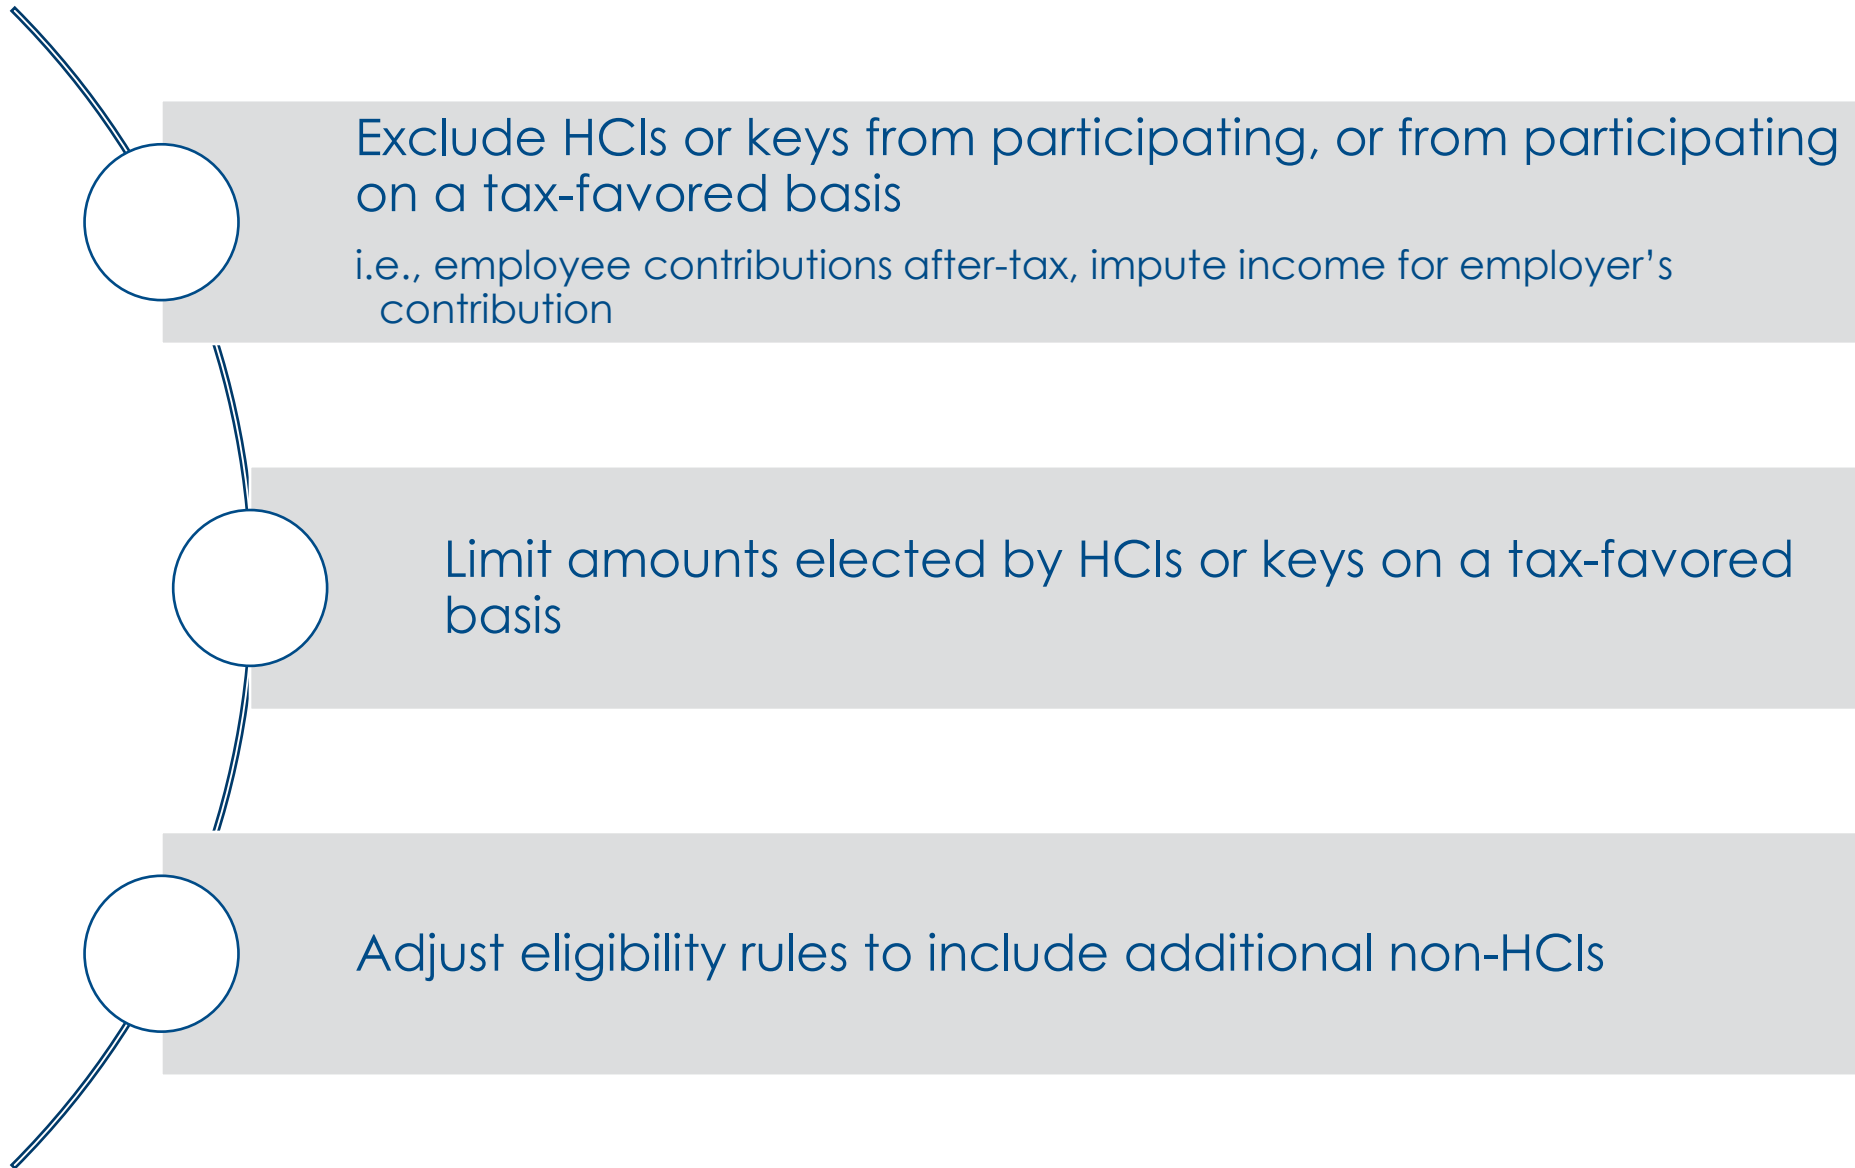 Exclude HCIs or keys from participating, or from participating
on a tax-favored basis
i.e., employee contributions after-tax, impute income for employer’s
contribution
Limit amounts elected by HCIs or keys on a tax-favored
basis
Adjust eligibility rules to include additional non-HCIs